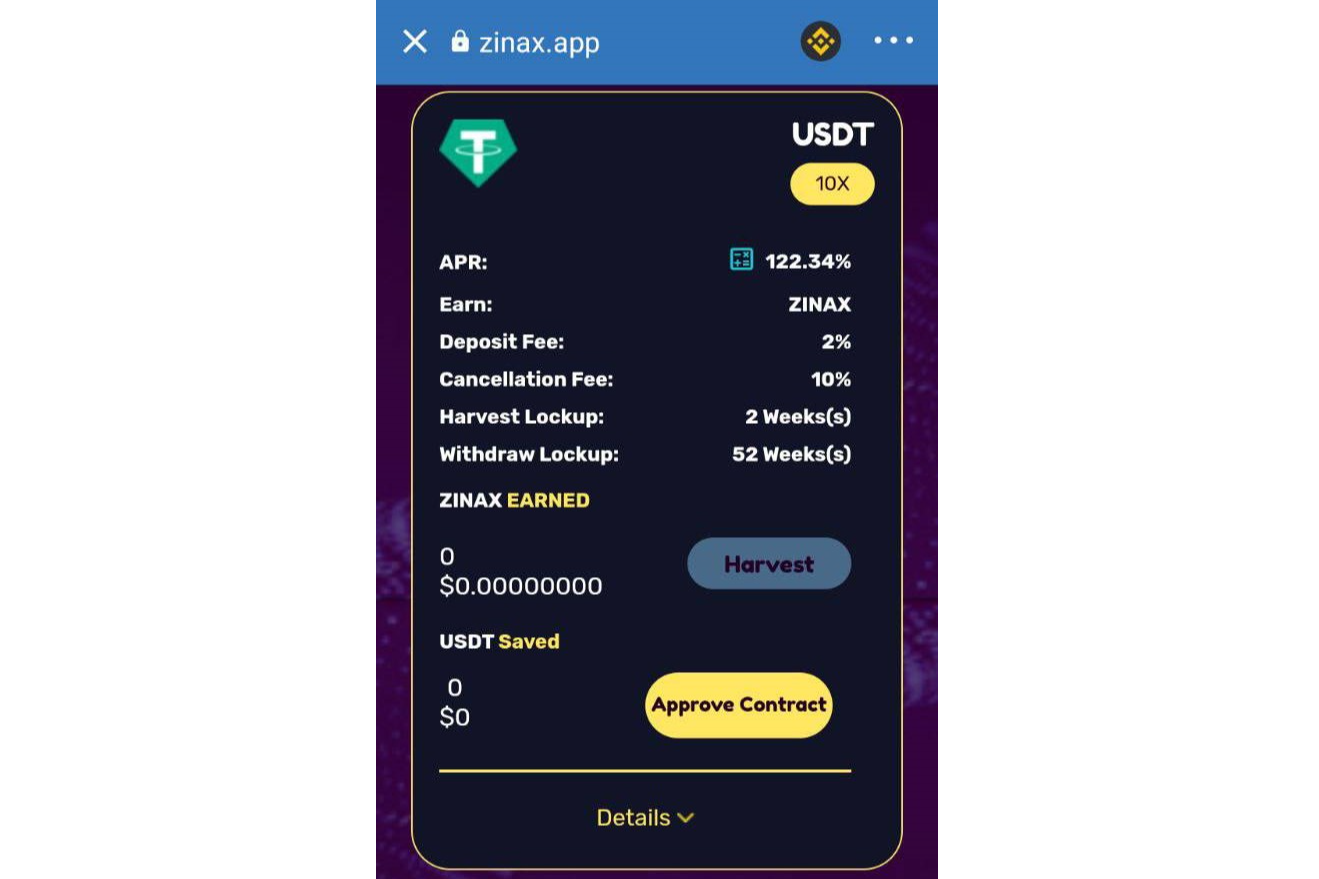 zinax.app
USDT
10X
APR: 122.34%
Earn: ZINAX
Deposit Fee: 2%
Cancellation Fee: 10%
Harvest Lockup: 2 Weeks(s)
Withdraw Lockup: 52 Weeks(s)
ZINAX EARNED
0
$0.00000000
Harvest
USDT Saved
0
$0
Approve Contract
Details